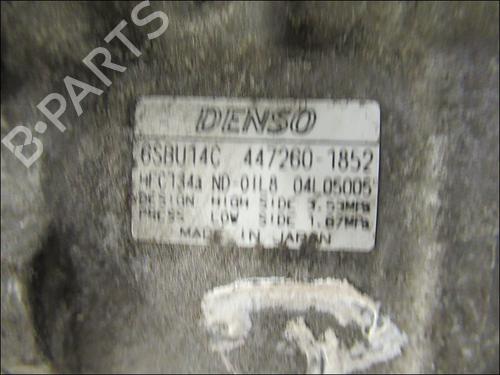 B-PARTS
DENSO
6SBU14C 447260-1852
HFC134a ND-OIL8 04L05005
DESIGN HIGH SIDE 3.53MPa
PRESS. LOW SIDE 1.67MPa
MADE IN JAPAN